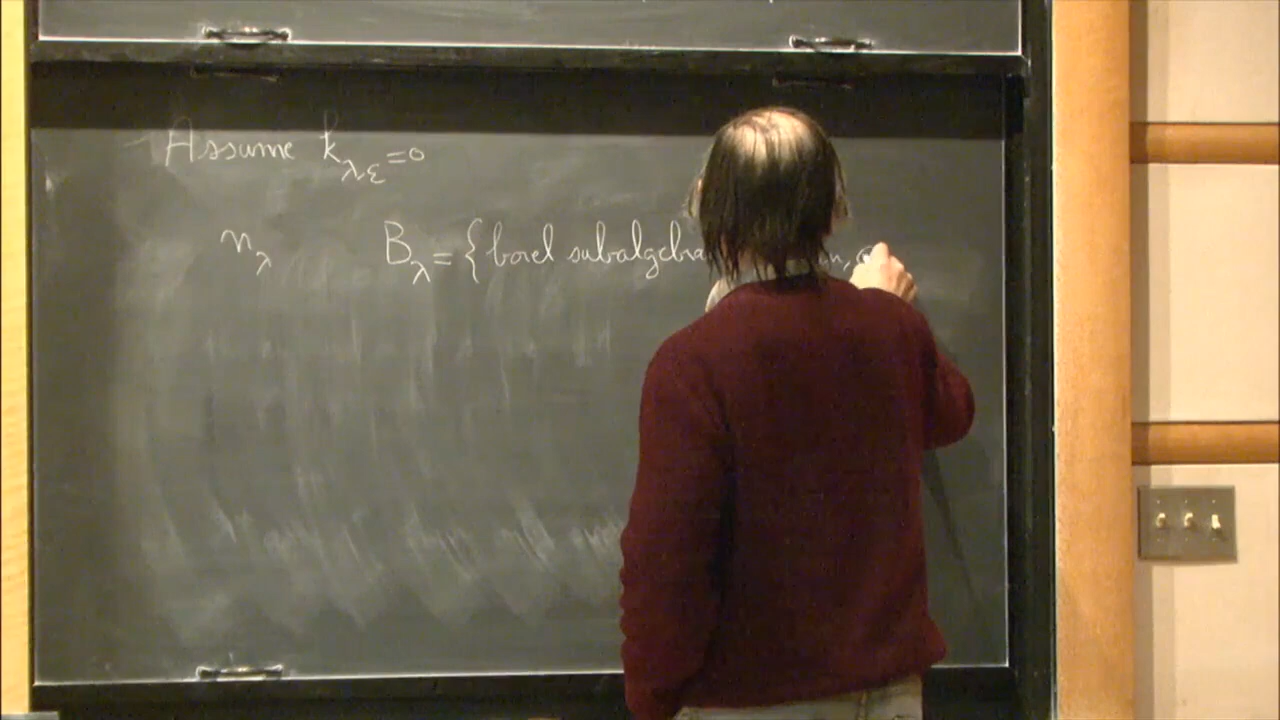 Assume k_{λε}=0
n_λ B_λ = { borel subalgebra